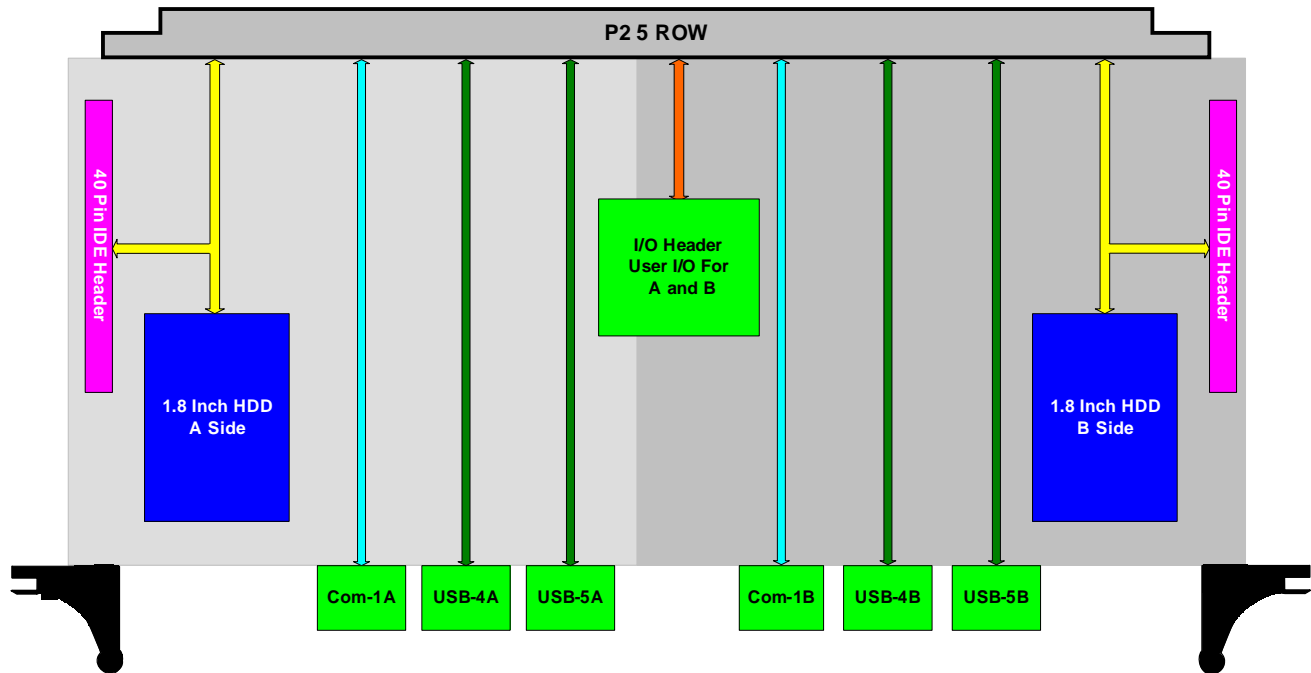 P2 5 ROW
40 Pin IDE Header
I/O Header
User I/O For
A and B
40 Pin IDE Header
1.8 Inch HDD
A Side
1.8 Inch HDD
B Side
Com-1A
USB-4A
USB-5A
Com-1B
USB-4B
USB-5B